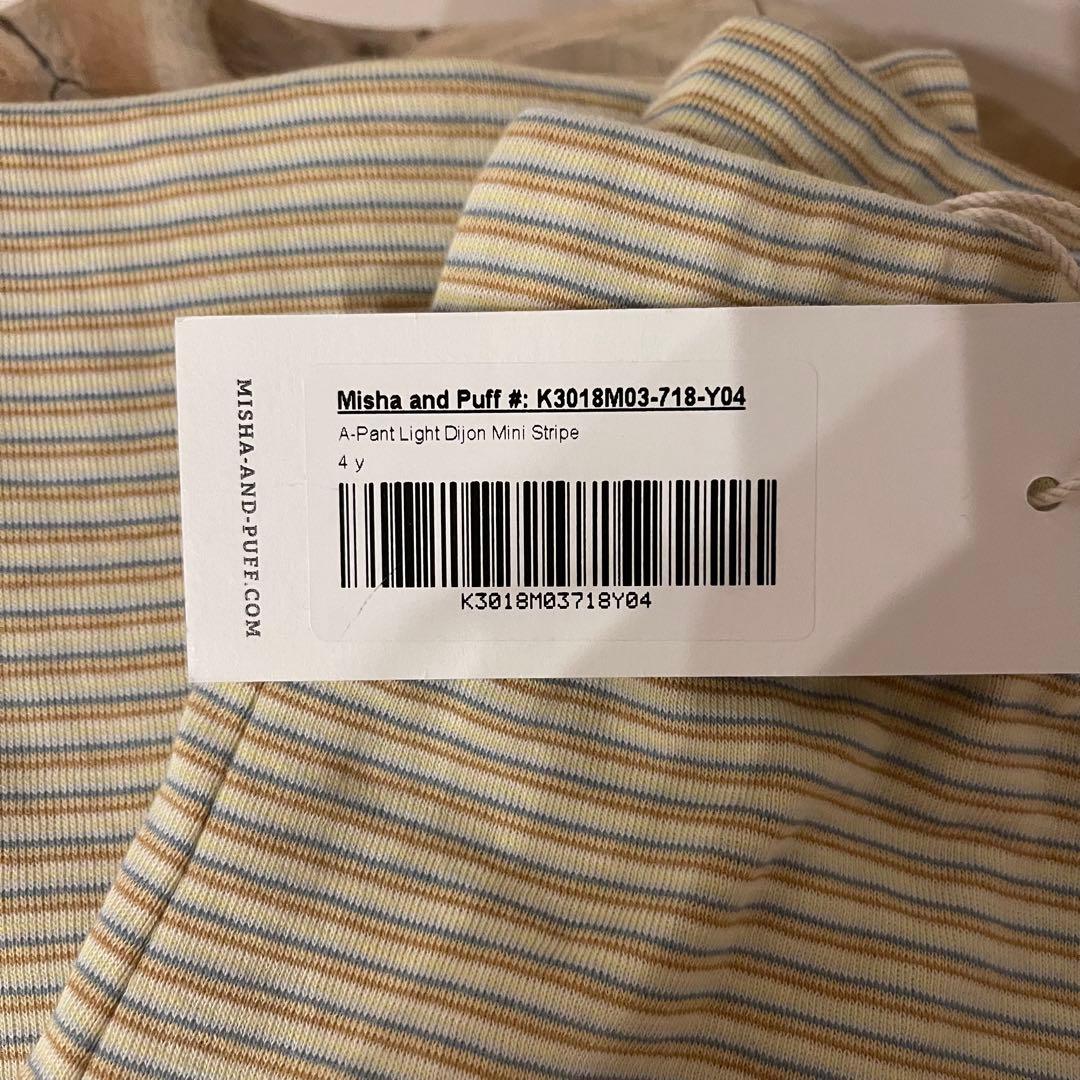 MISHA-AND-PUFF.COM
Misha and Puff #: K3018M03-718-Y04
A-Pant Light Dijon Mini Stripe
4 y
K3018M03718Y04